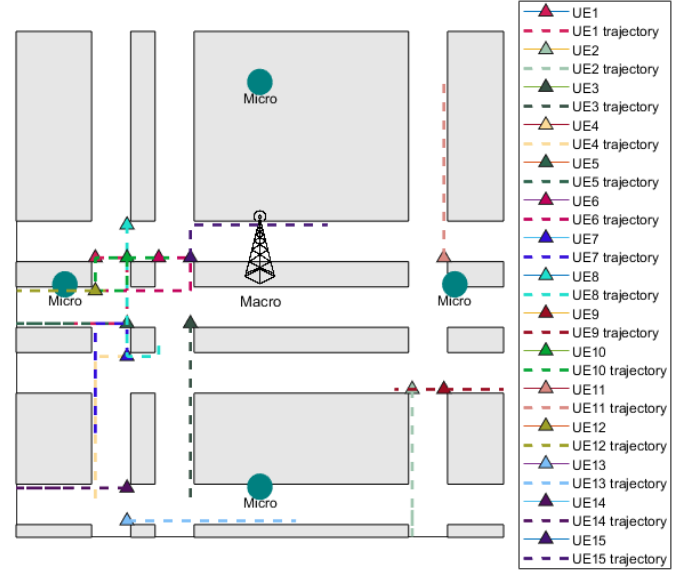 Micro
Micro
Macro
Micro
Micro
UE1
UE1 trajectory
UE2
UE2 trajectory
UE3
UE3 trajectory
UE4
UE4 trajectory
UE5
UE5 trajectory
UE6
UE6 trajectory
UE7
UE7 trajectory
UE8
UE8 trajectory
UE9
UE9 trajectory
UE10
UE10 trajectory
UE11
UE11 trajectory
UE12
UE12 trajectory
UE13
UE13 trajectory
UE14
UE14 trajectory
UE15
UE15 trajectory